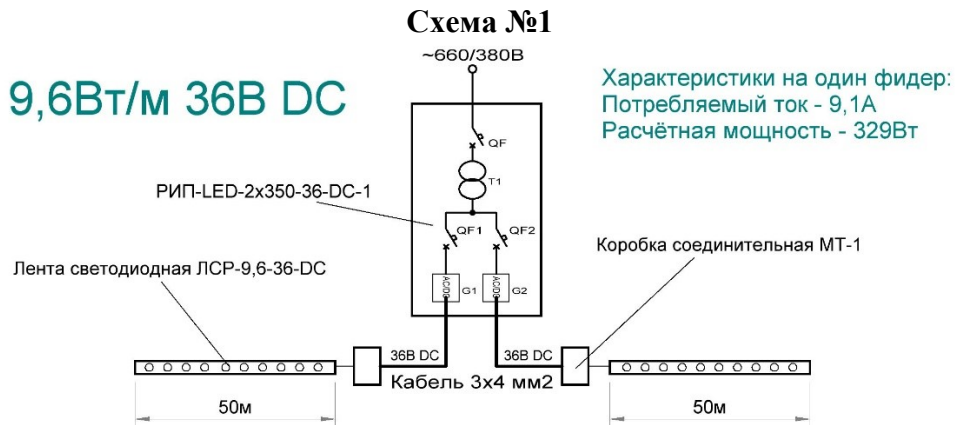 Схема №1
~660/380В
9,6Вт/м 36В DC
Характеристики на один фидер:
Потребляемый ток - 9,1А
Расчётная мощность - 329Вт
QF
T1
РИП-LED-2х350-36-DC-1
QF1
QF2
Коробка соединительная МТ-1
Лента светодиодная ЛСР-9,6-36-DC
AC/DC
G1
AC/DC
G2
36В DC
36В DC
Кабель 3х4 мм2
50м
50м